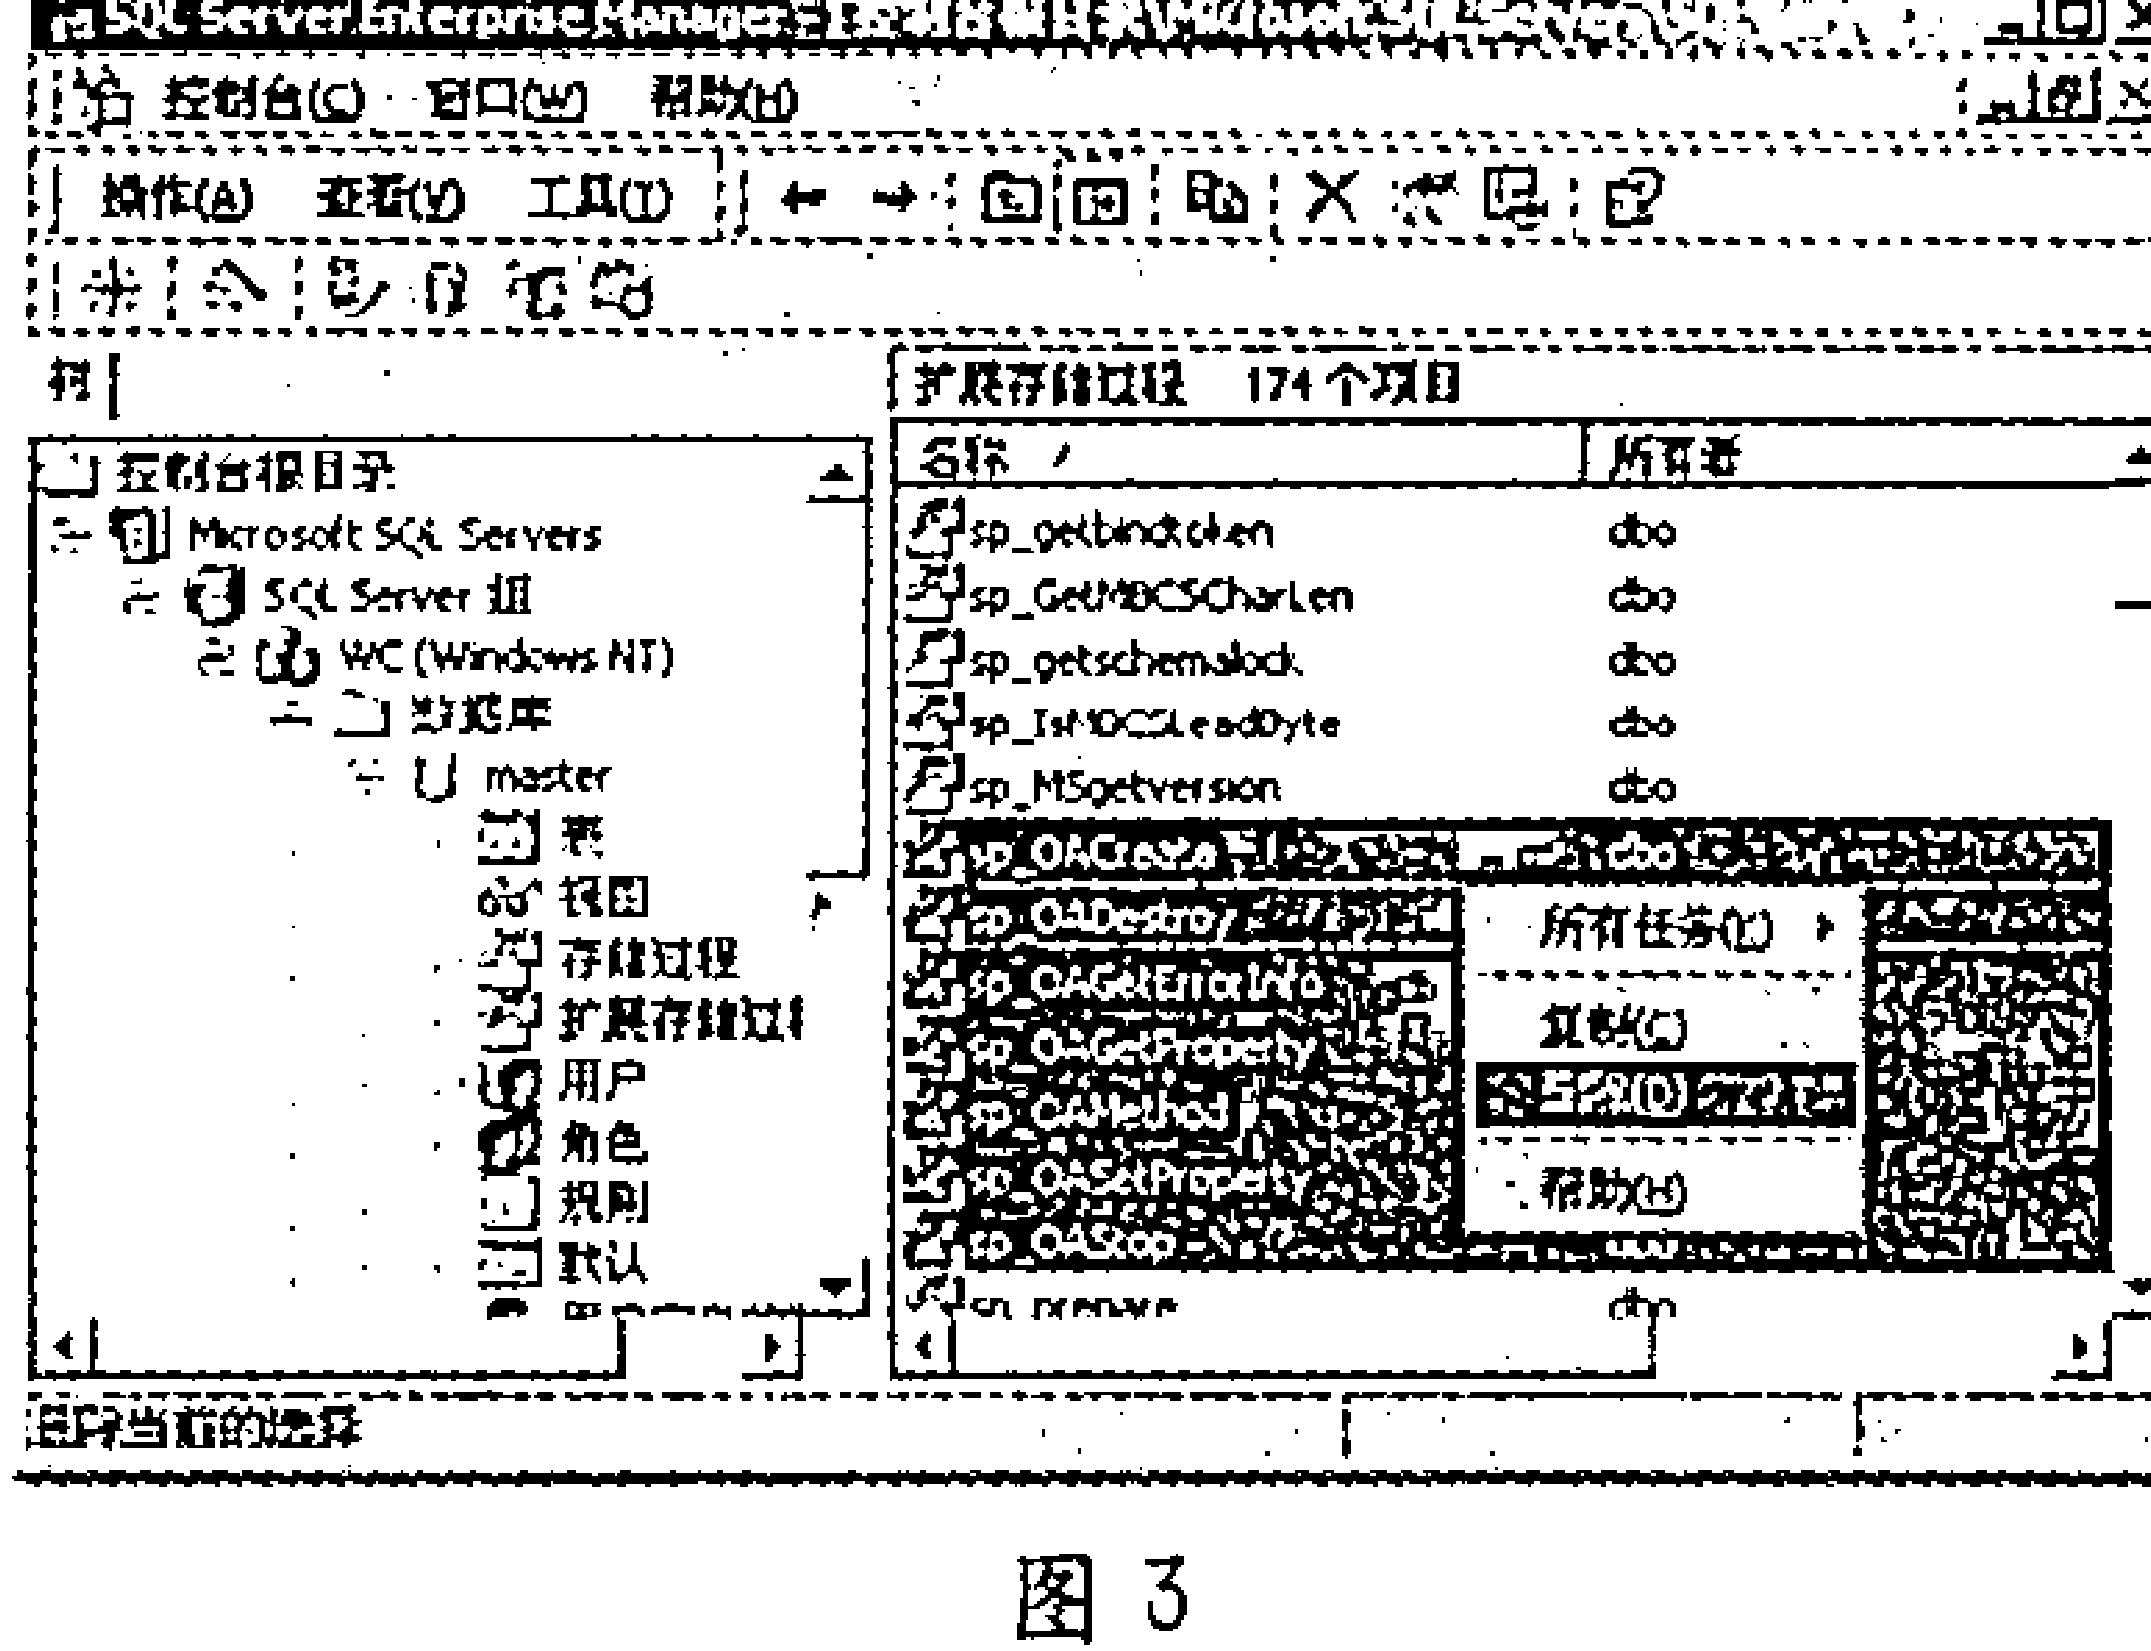 SQL Server Enterprise Manager
控制台(C) 窗口(W) 帮助(H)
操作(A) 查看(V) 工具(T)
树
扩展存储过程 174 个项目
名称 所有者
控制台根目录
Microsoft SQL Servers
SQL Server 组
WC (Windows NT)
数据库
master
表
视图
存储过程
扩展存储过程
用户
角色
规则
默认
sp_getbindtoken dbo
sp_GetMBCSCharLen dbo
sp_getschemalock dbo
sp_IsMBCSLeadByte dbo
sp_MSgetversion dbo
sp_OACreate dbo
sp_OADestroy
sp_OAGetErrorInfo
sp_OAGetProperty
sp_OAMethod
sp_OASetProperty
sp_OAStop
所有任务(K)
复制(C)
删除(D)
帮助(H)
dbo
删除当前的选择
图 3